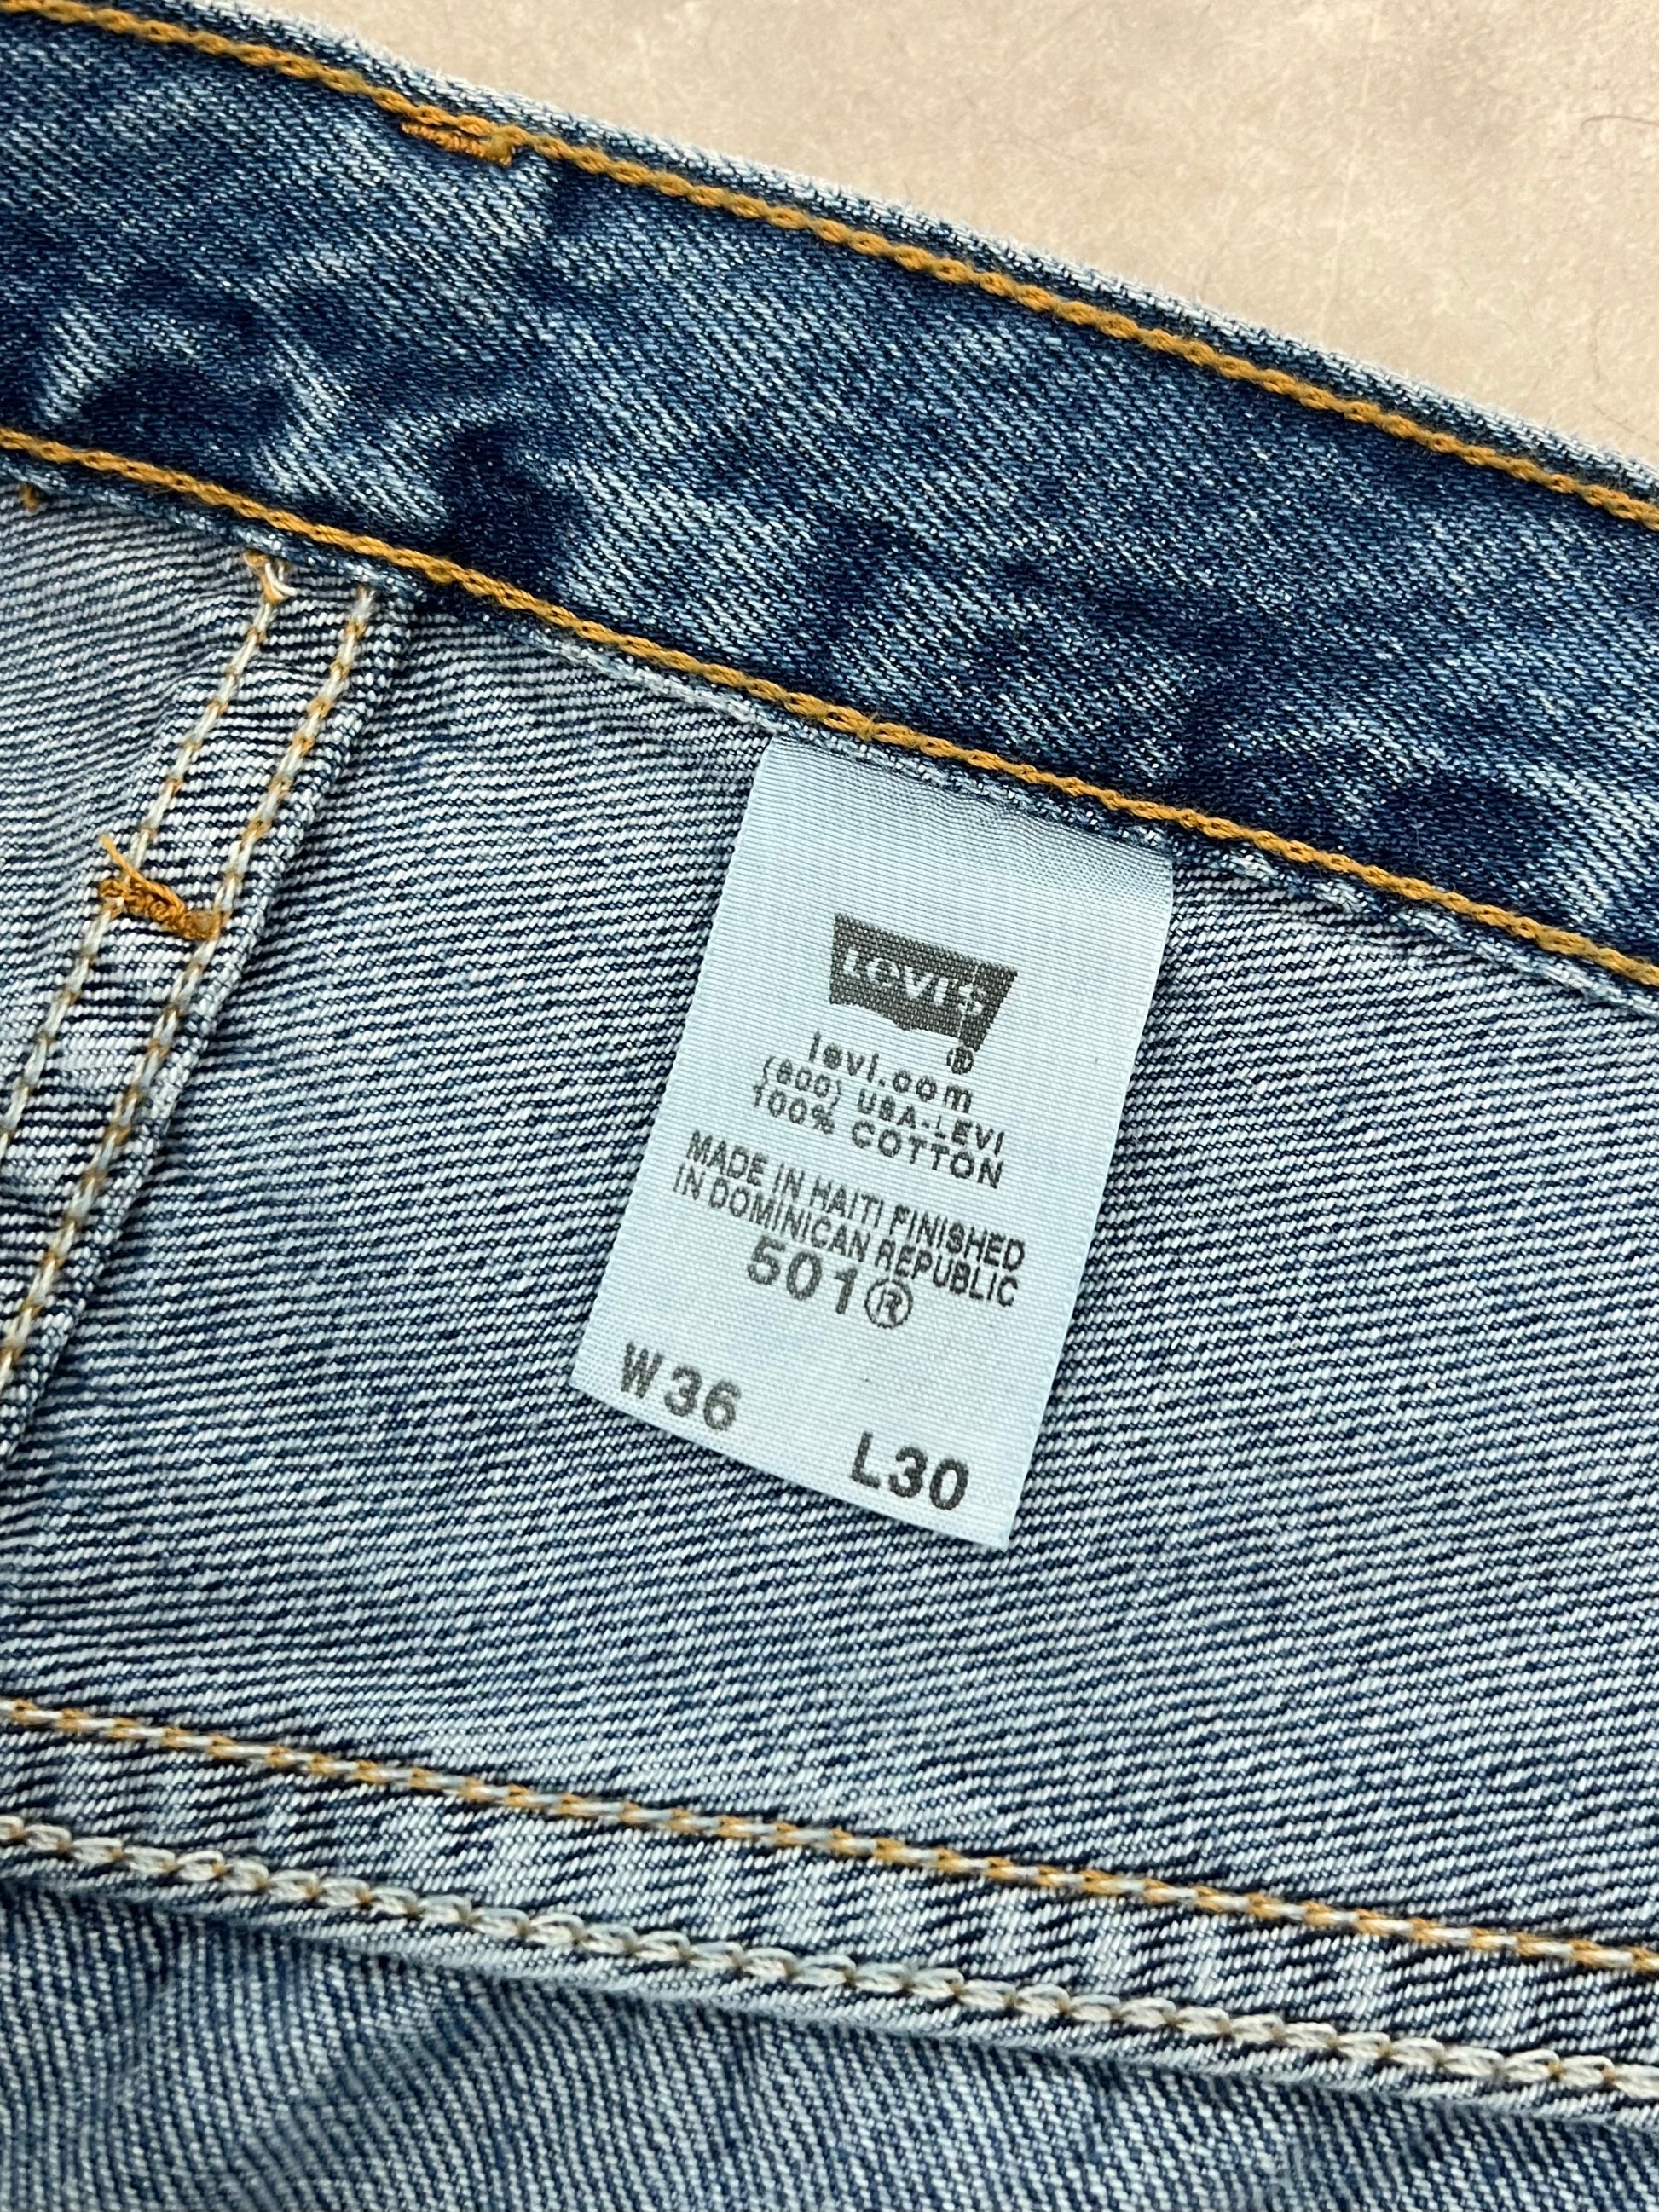 Levi's
®
levi.com
(800) USA-LEVI
100% COTTON
MADE IN HAITI FINISHED
IN DOMINICAN REPUBLIC
501®
W36 L30